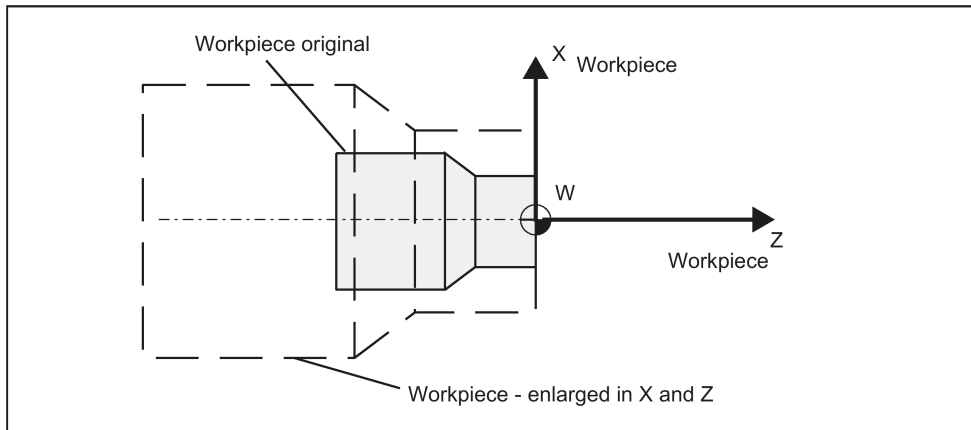 Workpiece original
X
Workpiece
W
Z
Workpiece
Workpiece - enlarged in X and Z